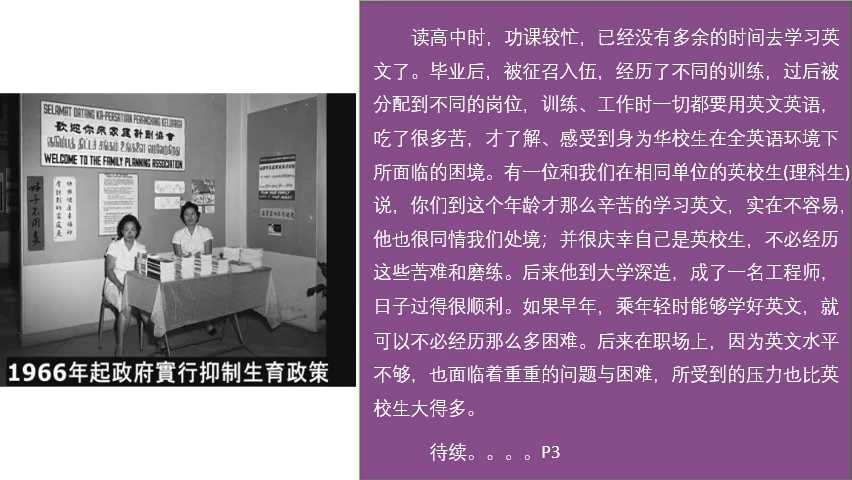 SELAMAT DATANG KA-PERSATUAN PERANCHANG KELUARGA
歡迎你來家庭計劃協會
குடும்பத் திட்டச் சங்கம் உங்களை வரவேற்கிறது
WELCOME TO THE FAMILY PLANNING ASSOCIATION
好子不用多
1966年起政府實行抑制生育政策
读高中时，功课较忙，已经没有多余的时间去学习英
文了。毕业后，被征召入伍，经历了不同的训练，过后被
分配到不同的岗位，训练、工作时一切都要用英文英语，
吃了很多苦，才了解、感受到身为华校生在全英语环境下
所面临的困境。有一位和我们在相同单位的英校生(理科生)
说，你们到这个年龄才那么辛苦的学习英文，实在不容易，
他也很同情我们处境；并很庆幸自己是英校生，不必经历
这些苦难和磨练。后来他到大学深造，成了一名工程师，
日子过得很顺利。如果早年，乘年轻时能够学好英文，就
可以不必经历那么多困难。后来在职场上，因为英文水平
不够，也面临着重重的问题与困难，所受到的压力也比英
校生大得多。
待续。。。。P3